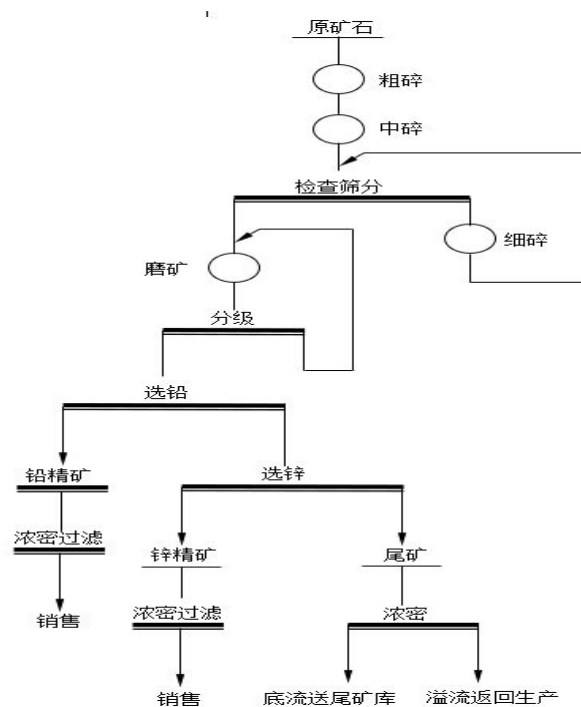 原矿石
粗碎
中碎
检查筛分
细碎
磨矿
分级
选铅
铅精矿
选锌
浓密过滤
锌精矿
尾矿
销售
浓密过滤
浓密
销售
底流送尾矿库
溢流返回生产